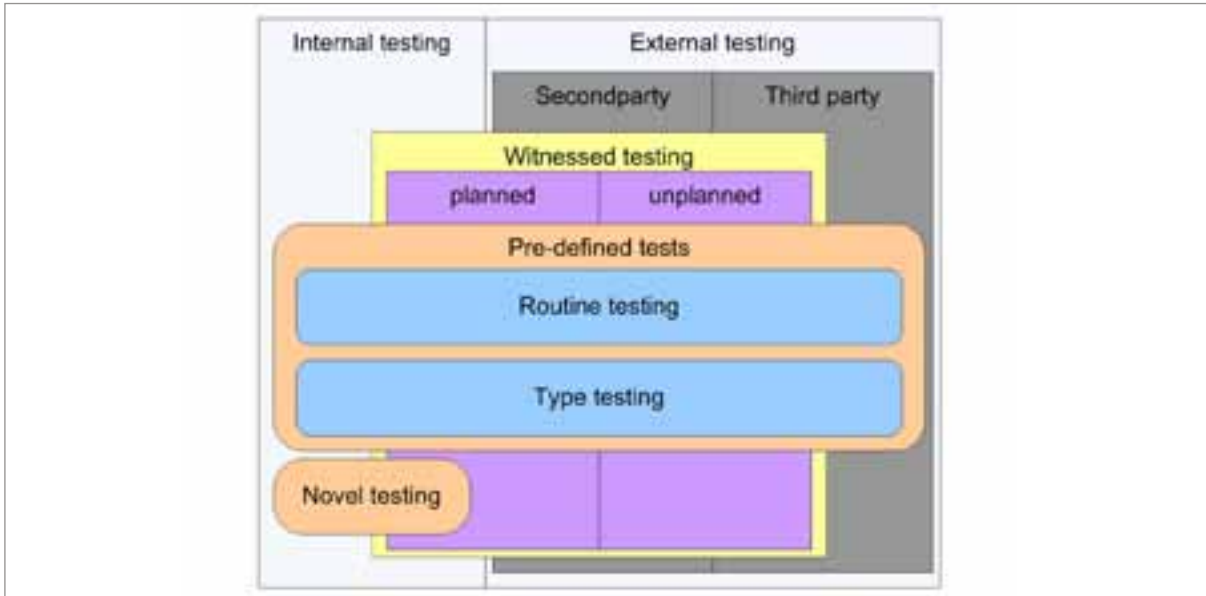 Internal testing
External testing
Secondparty
Third party
Witnessed testing
planned
unplanned
Pre-defined tests
Routine testing
Type testing
Novel testing